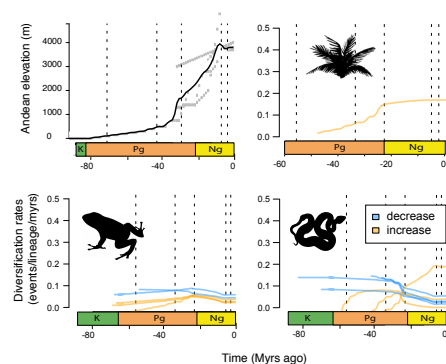 Andean elevation (m)
4000
3000
2000
1000
0
K
Pg
Ng
-80
-60
-40
-20
0
0.5
0.4
0.3
0.2
0.1
0.0
Pg
Ng
-60
-40
-20
0
Diversification rates
(events/lineage/myrs)
0.5
0.4
0.3
0.2
0.1
0.0
K
Pg
Ng
-80
-40
0
0.5
0.4
0.3
0.2
0.1
0.0
decrease
increase
K
Pg
Ng
-80
-40
0
Time (Myrs ago)